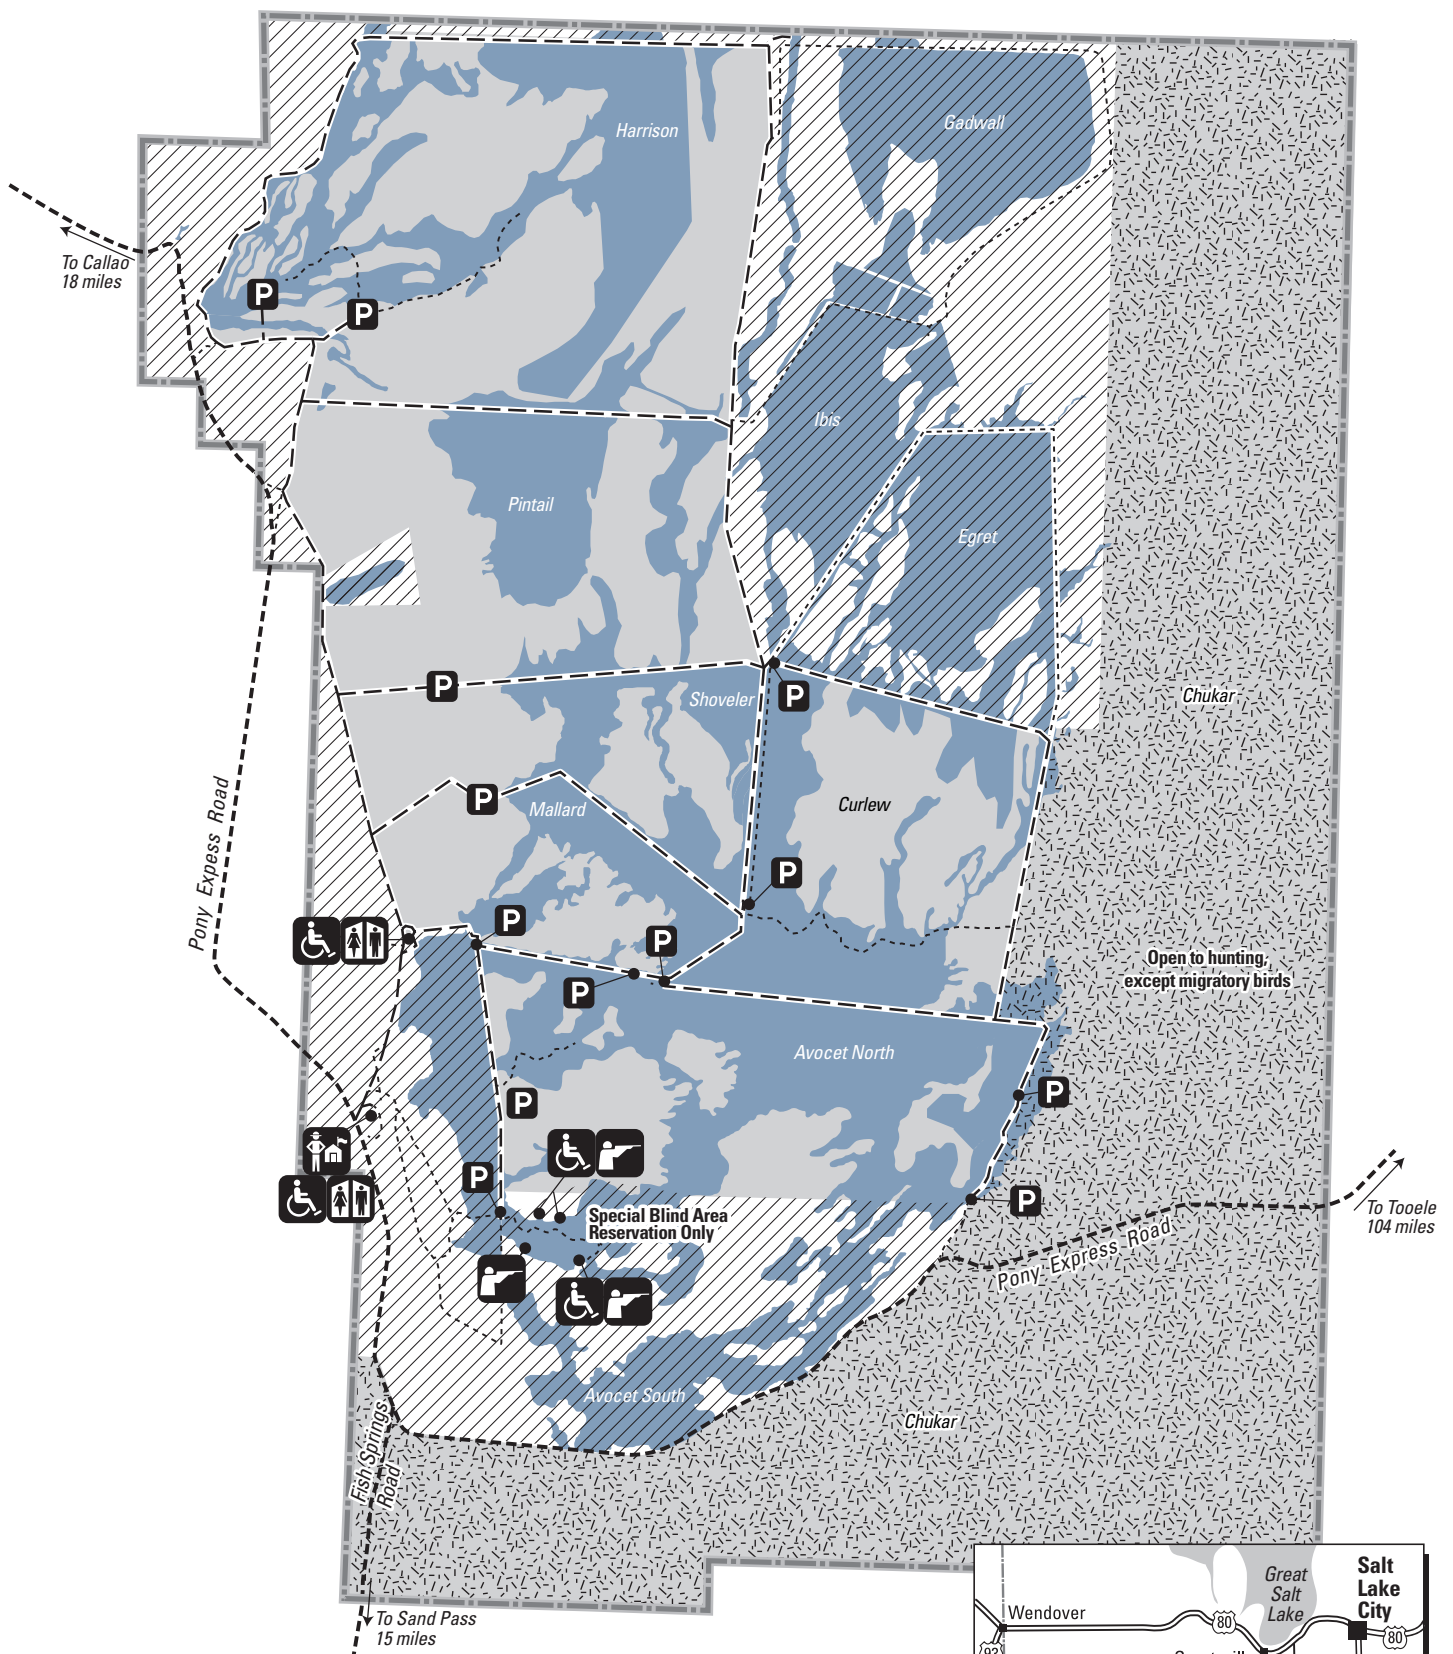 Harrison
Gadwall
To Callao
18 miles
P
P
Ibis
Pintail
Egret
P
P
Shoveler
Chukar
P
Mallard
Curlew
P
Pony Expess Road
P
P
P
Open to hunting,
except migratory birds
Avocet North
P
P
P
P
Special Blind Area
Reservation Only
To Tooele
104 miles
Pony Express Road
Avocet South
Chukar
Fish Springs
Road
To Sand Pass
15 miles
Great
Salt
Lake
Salt
Lake
City
Wendover
80
80